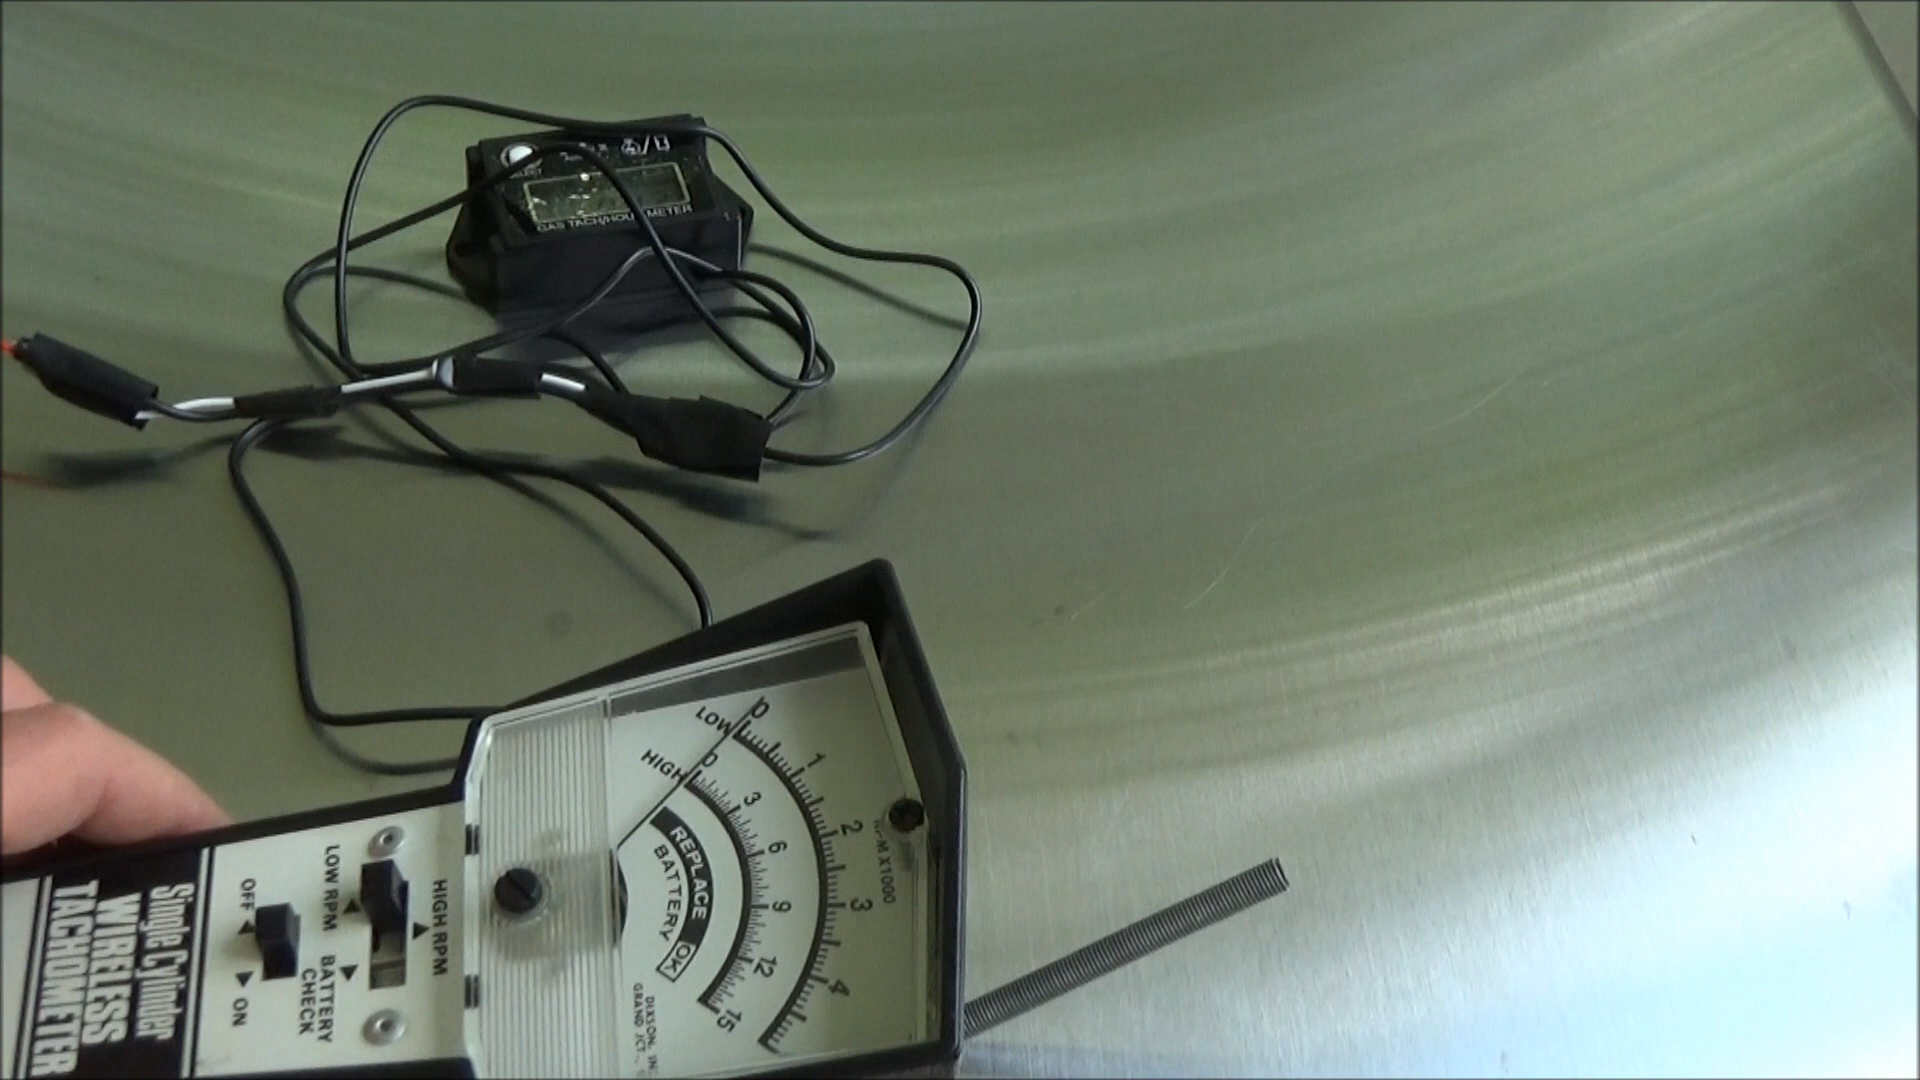 GAS TACH/HOUR METER
LOW
0
1
2
3
4
HIGH
0
3
6
9
12
15
RPM X1000
REPLACE
BATTERY
OK
DIXSON, IN
GRAND JCT.
HIGH RPM
LOW RPM
BATTERY
CHECK
OFF
ON
Single Cylinder
WIRELESS
TACHOMETER